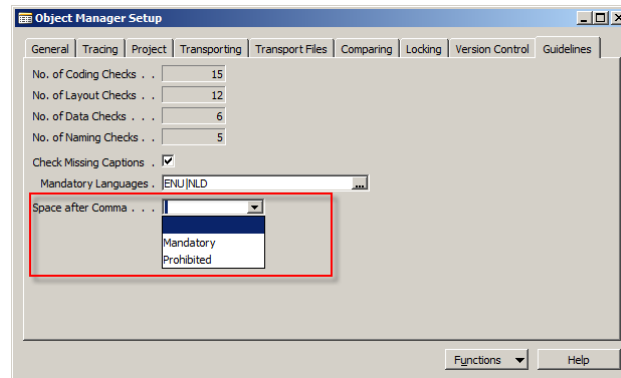 Object Manager Setup
General Tracing Project Transporting Transport Files Comparing Locking Version Control Guidelines
No. of Coding Checks . . 15
No. of Layout Checks . . 12
No. of Data Checks . . . 6
No. of Naming Checks . . 5
Check Missing Captions .
Mandatory Languages . ENU|NLD ...
Space after Comma . . .
Mandatory
Prohibited
Functions Help